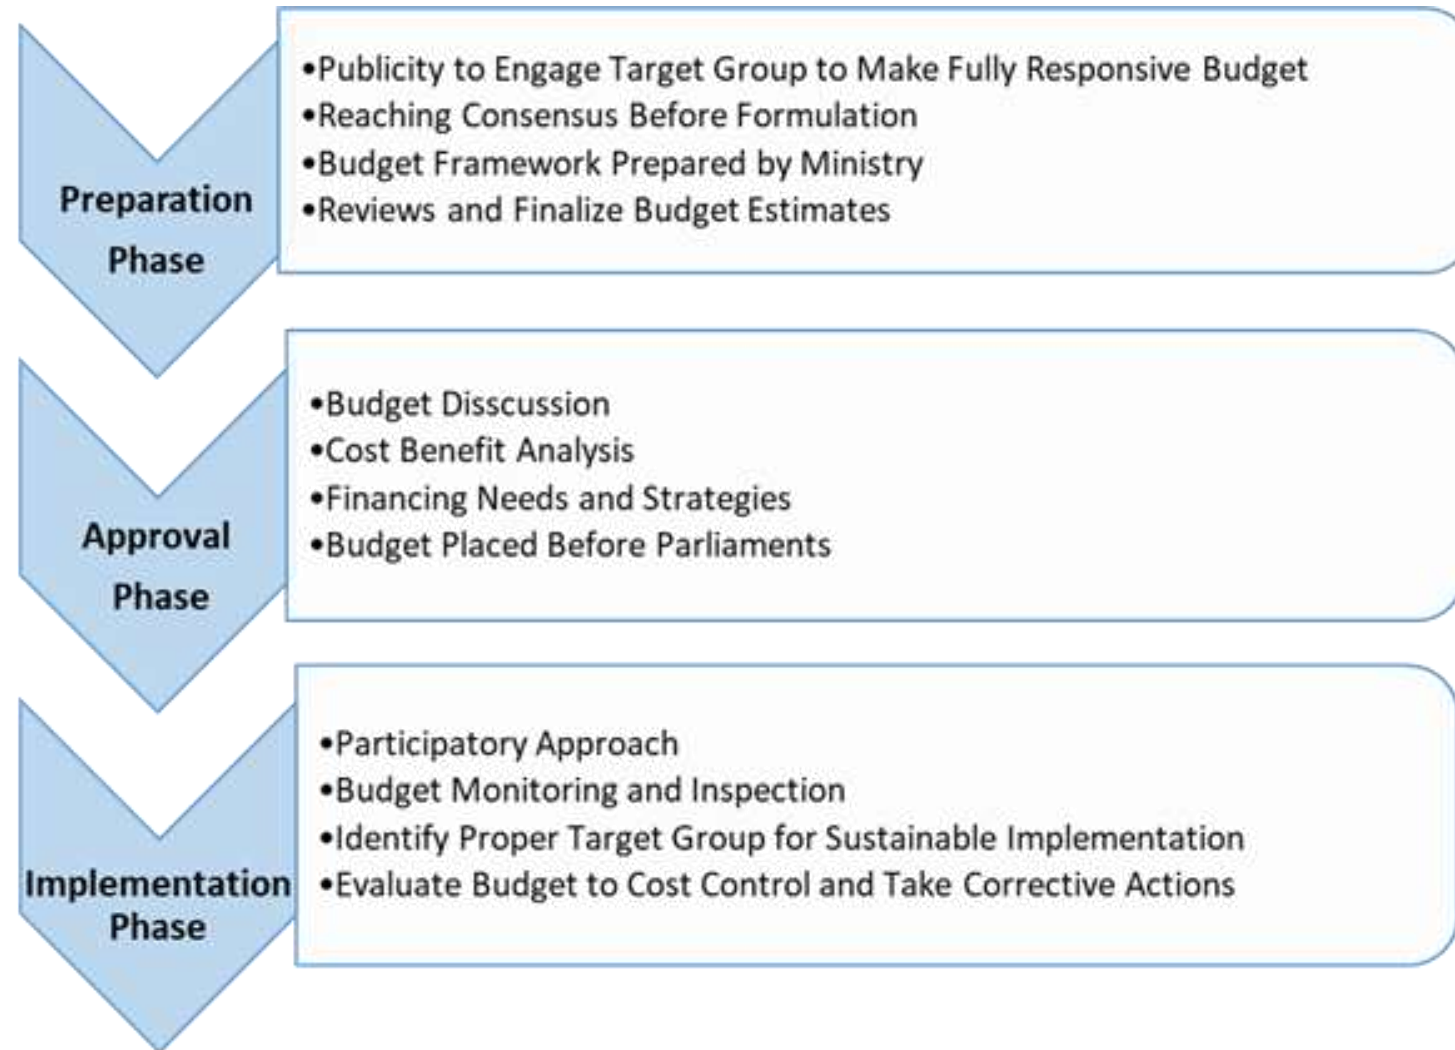 Preparation
Phase
•Publicity to Engage Target Group to Make Fully Responsive Budget
•Reaching Consensus Before Formulation
•Budget Framework Prepared by Ministry
•Reviews and Finalize Budget Estimates
Approval
Phase
•Budget Disscussion
•Cost Benefit Analysis
•Financing Needs and Strategies
•Budget Placed Before Parliaments
Implementation
Phase
•Participatory Approach
•Budget Monitoring and Inspection
•Identify Proper Target Group for Sustainable Implementation
•Evaluate Budget to Cost Control and Take Corrective Actions